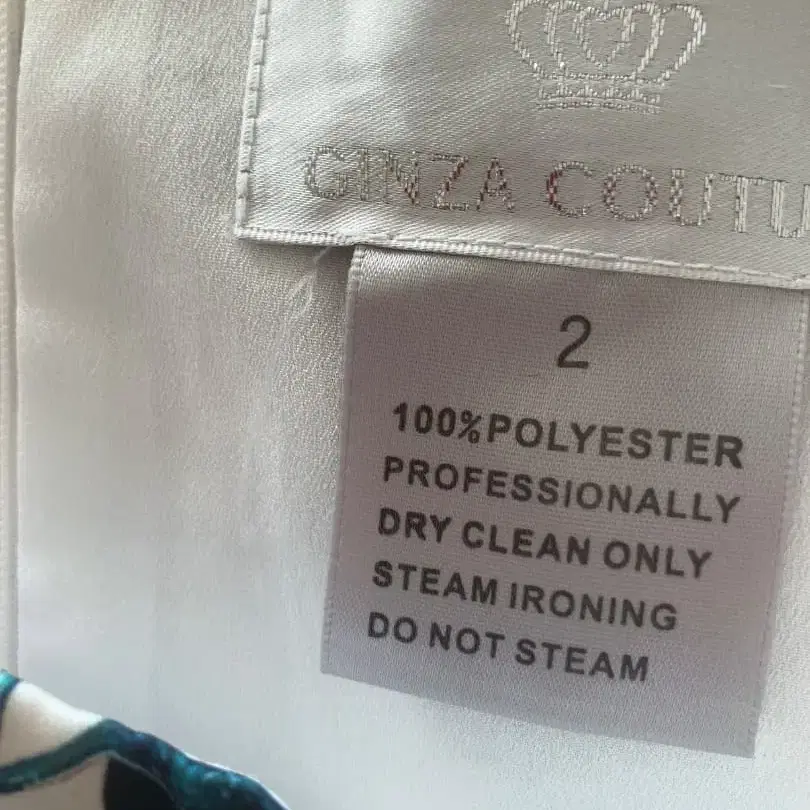 GINZA COUTU
2
100%POLYESTER
PROFESSIONALLY
DRY CLEAN ONLY
STEAM IRONING
DO NOT STEAM